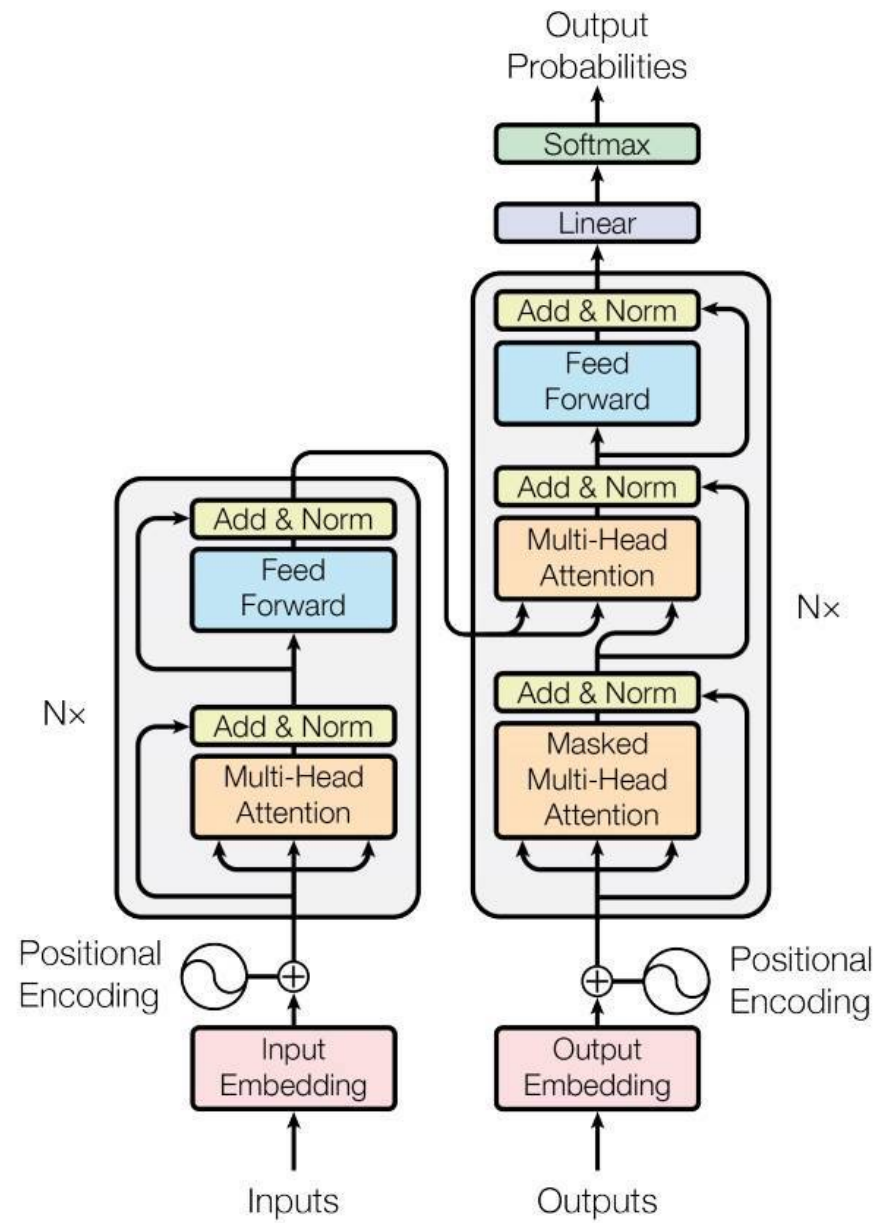 Output
Probabilities
Softmax
Linear
Add & Norm
Feed
Forward
Add & Norm
Multi-Head
Attention
Add & Norm
Masked
Multi-Head
Attention
N×
Add & Norm
Feed
Forward
Add & Norm
Multi-Head
Attention
N×
Positional
Encoding
Positional
Encoding
Input
Embedding
Output
Embedding
Inputs
Outputs